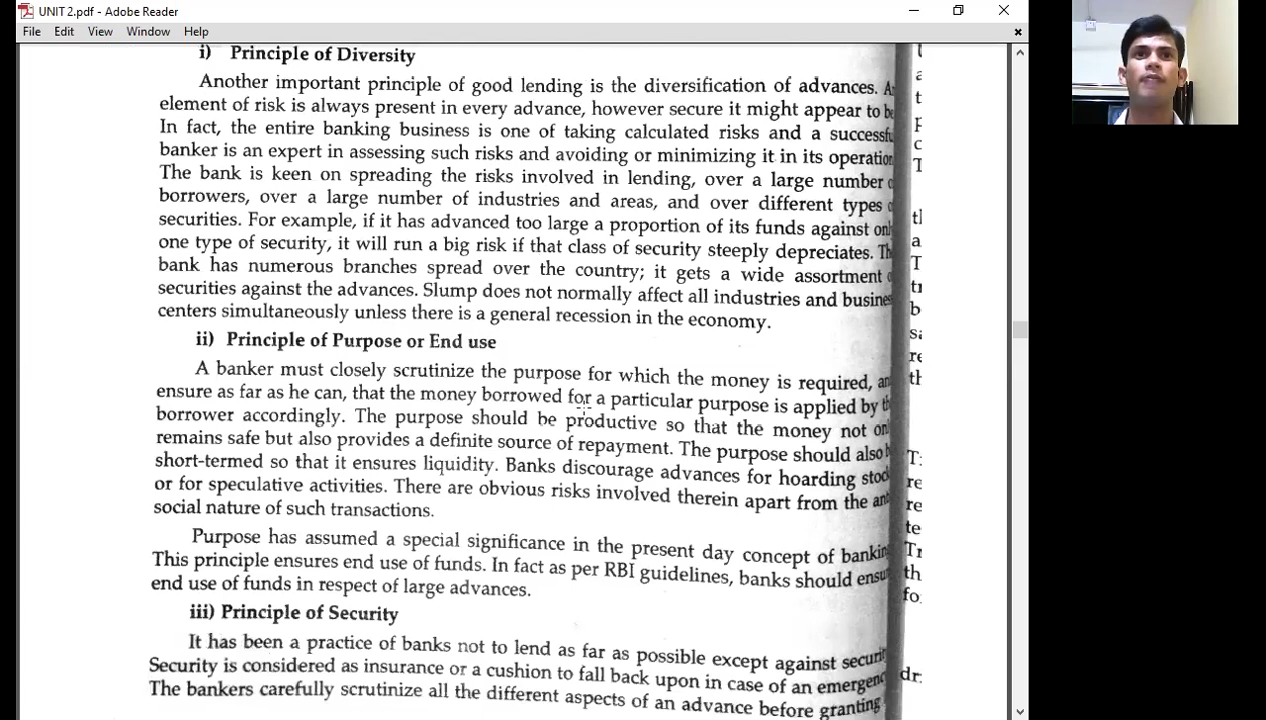 UNIT 2.pdf - Adobe Reader
File Edit View Window Help
i) Principle of Diversity
Another important principle of good lending is the diversification of advances. An
element of risk is always present in every advance, however secure it might appear to be
In fact, the entire banking business is one of taking calculated risks and a successfu
banker is an expert in assessing such risks and avoiding or minimizing it in its operation
The bank is keen on spreading the risks involved in lending, over a large number o
borrowers, over a large number of industries and areas, and over different types o
securities. For example, if it has advanced too large a proportion of its funds against onl
one type of security, it will run a big risk if that class of security steeply depreciates. Th
bank has numerous branches spread over the country; it gets a wide assortment o
securities against the advances. Slump does not normally affect all industries and busines
centers simultaneously unless there is a general recession in the economy.
ii) Principle of Purpose or End use
A banker must closely scrutinize the purpose for which the money is required, an
ensure as far as he can, that the money borrowed for a particular purpose is applied by th
borrower accordingly. The purpose should be productive so that the money not onl
remains safe but also provides a definite source of repayment. The purpose should also b
short-termed so that it ensures liquidity. Banks discourage advances for hoarding stock
or for speculative activities. There are obvious risks involved therein apart from the anti
social nature of such transactions.
Purpose has assumed a special significance in the present day concept of banking
This principle ensures end use of funds. In fact as per RBI guidelines, banks should ensur
end use of funds in respect of large advances.
iii) Principle of Security
It has been a practice of banks not to lend as far as possible except against securit
Security is considered as insurance or a cushion to fall back upon in case of an emergenc
The bankers carefully scrutinize all the different aspects of an advance before granting